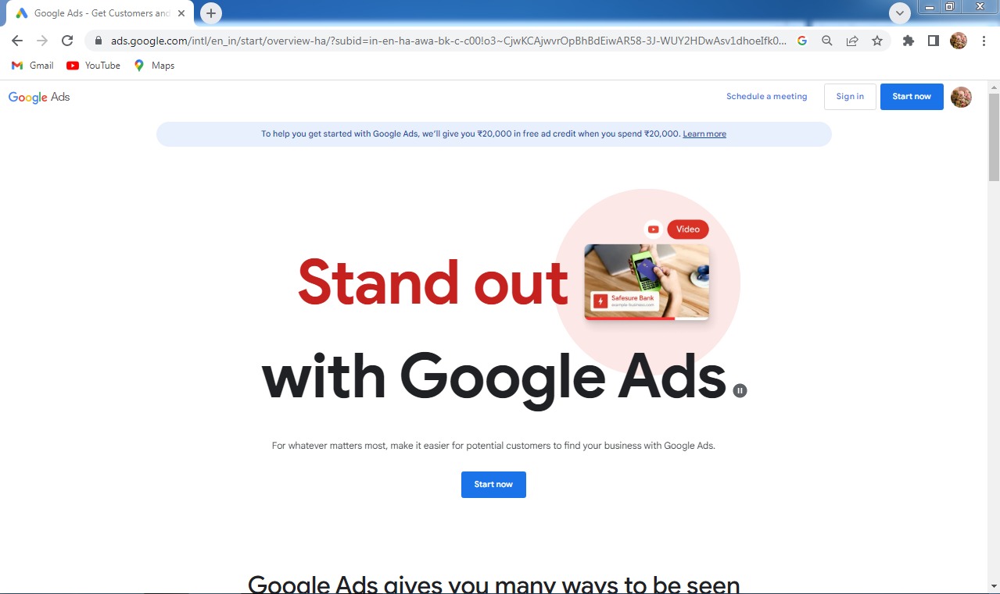 Google Ads - Get Customers and
ads.google.com/intl/en_in/start/overview-ha/?subid=in-en-ha-awa-bk-c-c00!o3~CjwKCAjwvrOpBhBdEiwAR58-3J-WUY2HDwAsv1dhoeIfk0...
Gmail YouTube Maps
Google Ads Schedule a meeting Sign in Start now
To help you get started with Google Ads, we'll give you ₹20,000 in free ad credit when you spend ₹20,000. Learn more
Video
Stand out
Safesure Bank
example-business.com
with Google Ads.
For whatever matters most, make it easier for potential customers to find your business with Google Ads.
Start now
Google Ads gives you many ways to be seen